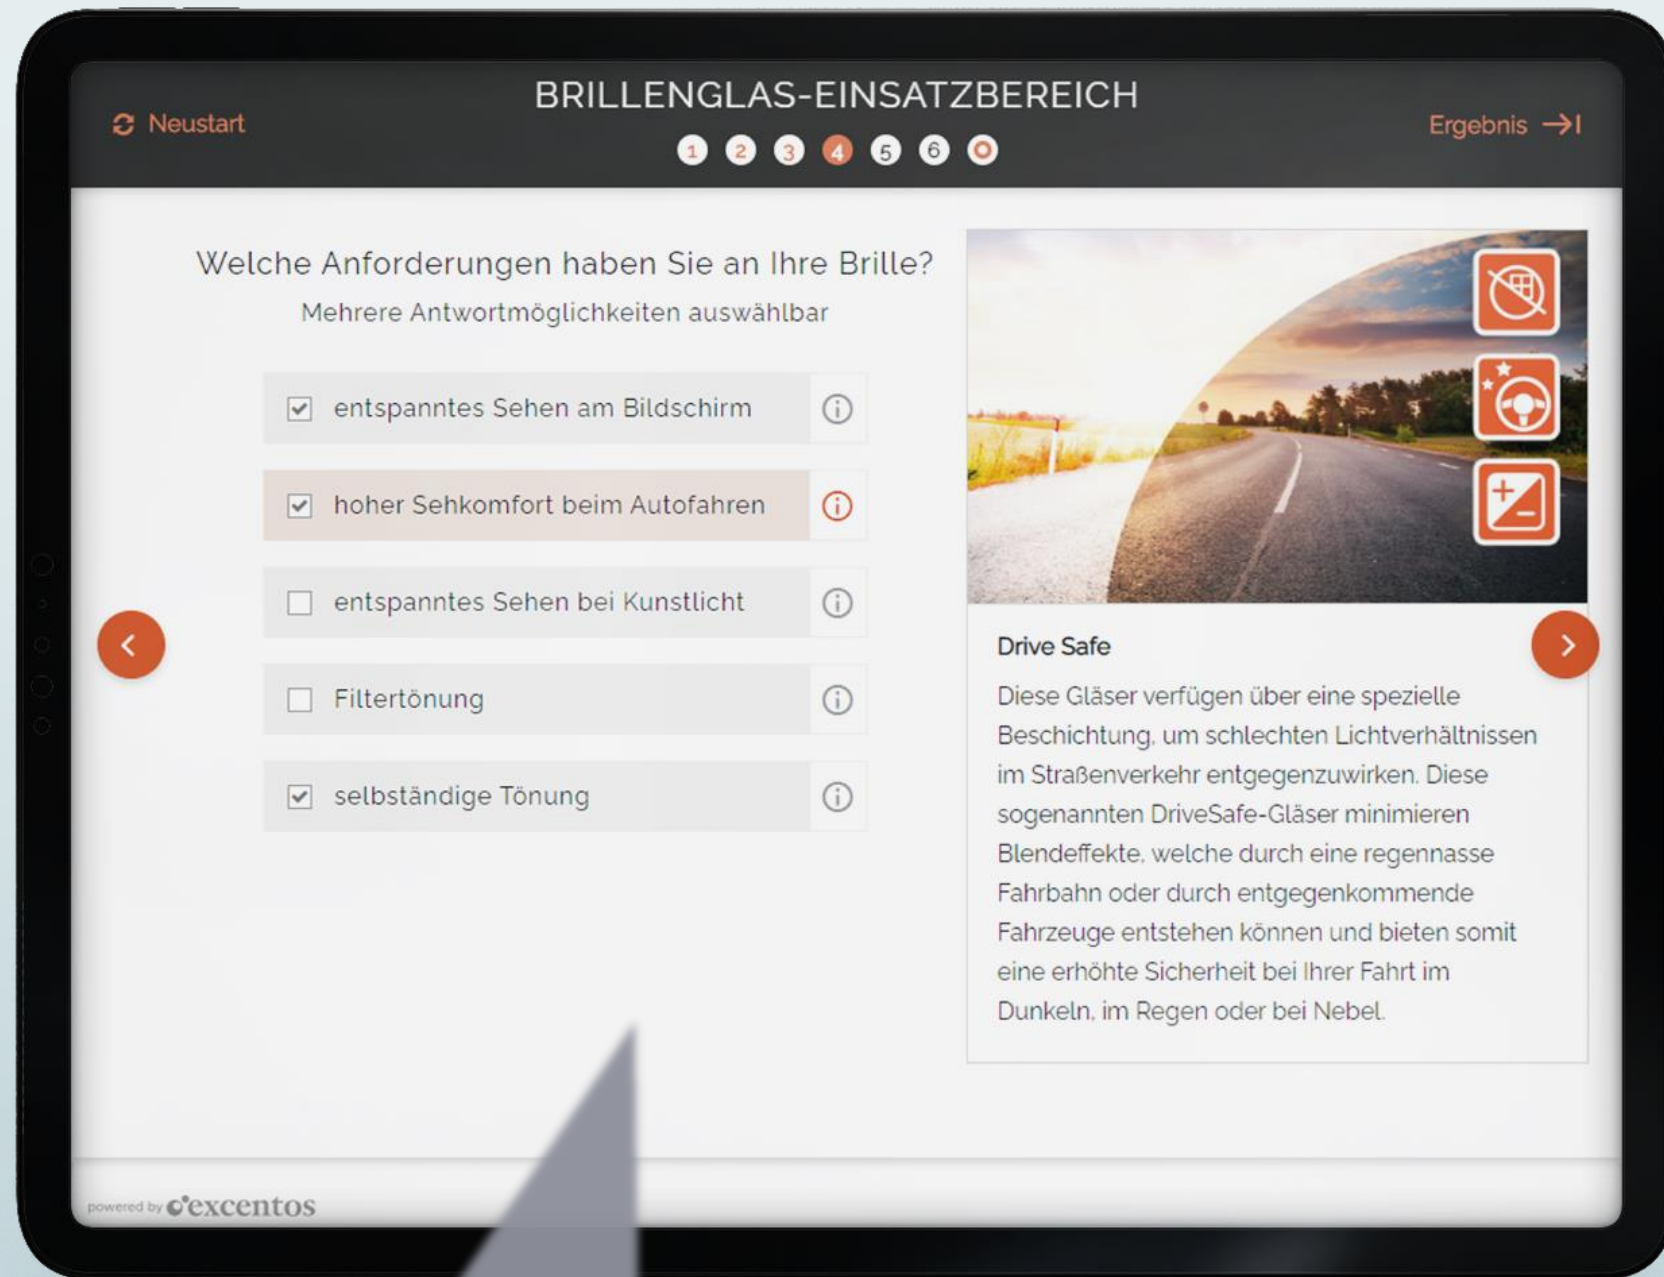 BRILLENGLAS-EINSATZBEREICH
Neustart
Ergebnis
1 2 3 4 5 6
Welche Anforderungen haben Sie an Ihre Brille?
Mehrere Antwortmöglichkeiten auswählbar
entspanntes Sehen am Bildschirm
hoher Sehkomfort beim Autofahren
entspanntes Sehen bei Kunstlicht
Filtertönung
selbständige Tönung
Drive Safe
Diese Gläser verfügen über eine spezielle
Beschichtung, um schlechten Lichtverhältnissen
im Straßenverkehr entgegenzuwirken. Diese
sogenannten DriveSafe-Gläser minimieren
Blendeffekte, welche durch eine regennasse
Fahrbahn oder durch entgegenkommende
Fahrzeuge entstehen können und bieten somit
eine erhöhte Sicherheit bei Ihrer Fahrt im
Dunkeln, im Regen oder bei Nebel.
powered by excentos